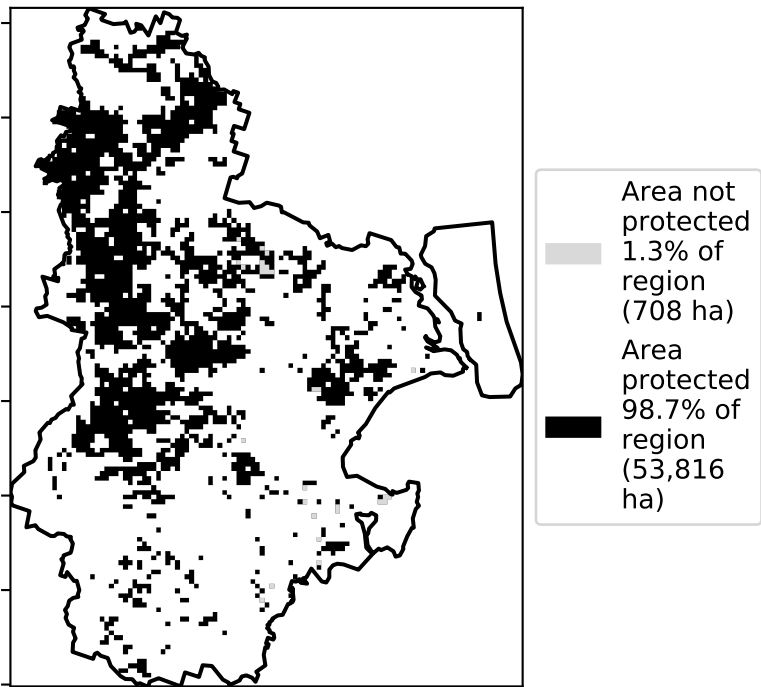 Area not
protected
1.3% of
region
(708 ha)
Area
protected
98.7% of
region
(53,816
ha)